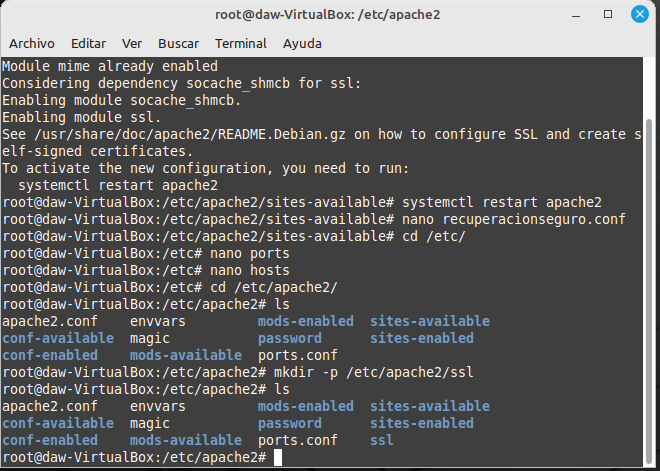 root@daw-VirtualBox: /etc/apache2
Archivo Editar Ver Buscar Terminal Ayuda
Module mime already enabled
Considering dependency socache_shmcb for ssl:
Enabling module socache_shmcb.
Enabling module ssl.
See /usr/share/doc/apache2/README.Debian.gz on how to configure SSL and create s
elf-signed certificates.
To activate the new configuration, you need to run:
  systemctl restart apache2
root@daw-VirtualBox:/etc/apache2/sites-available# systemctl restart apache2
root@daw-VirtualBox:/etc/apache2/sites-available# nano recuperacionseguro.conf
root@daw-VirtualBox:/etc/apache2/sites-available# cd /etc/
root@daw-VirtualBox:/etc# nano ports
root@daw-VirtualBox:/etc# nano hosts
root@daw-VirtualBox:/etc# cd /etc/apache2/
root@daw-VirtualBox:/etc/apache2# ls
apache2.conf    envvars         mods-enabled  sites-available
conf-available  magic           password      sites-enabled
conf-enabled    mods-available  ports.conf
root@daw-VirtualBox:/etc/apache2# mkdir -p /etc/apache2/ssl
root@daw-VirtualBox:/etc/apache2# ls
apache2.conf    envvars         mods-enabled  sites-available
conf-available  magic           password      sites-enabled
conf-enabled    mods-available  ports.conf    ssl
root@daw-VirtualBox:/etc/apache2#